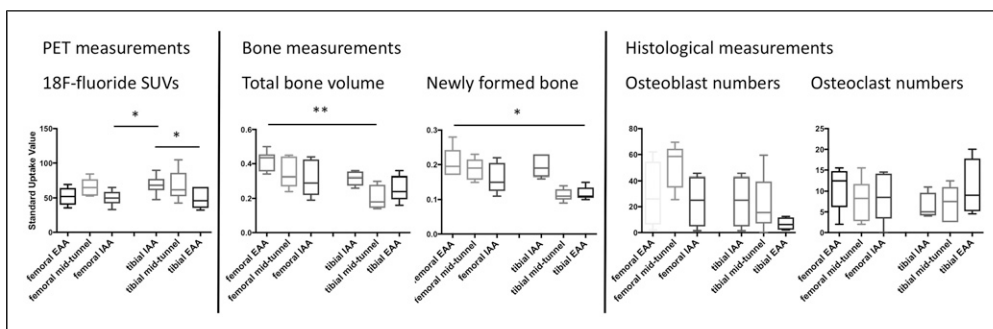 PET measurements
Bone measurements
Histological measurements
18F-fluoride SUVs
Total bone volume
Newly formed bone
Osteoblast numbers
Osteoclast numbers
*
*
**
*
Standard Uptake Value
150
100
50
0
femoral EAA
femoral mid-tunnel
femoral IAA
tibial IAA
tibial mid-tunnel
tibial EAA
0.6
0.4
0.2
0.0
femoral EAA
femoral mid-tunnel
femoral IAA
tibial IAA
tibial mid-tunnel
tibial EAA
0.3
0.2
0.1
0.0
femoral EAA
femoral mid-tunnel
femoral IAA
tibial IAA
tibial mid-tunnel
tibial EAA
80
60
40
20
0
femoral EAA
femoral mid-tunnel
femoral IAA
tibial IAA
tibial mid-tunnel
tibial EAA
25
20
15
10
5
0
femoral EAA
femoral mid-tunnel
femoral IAA
tibial IAA
tibial mid-tunnel
tibial EAA